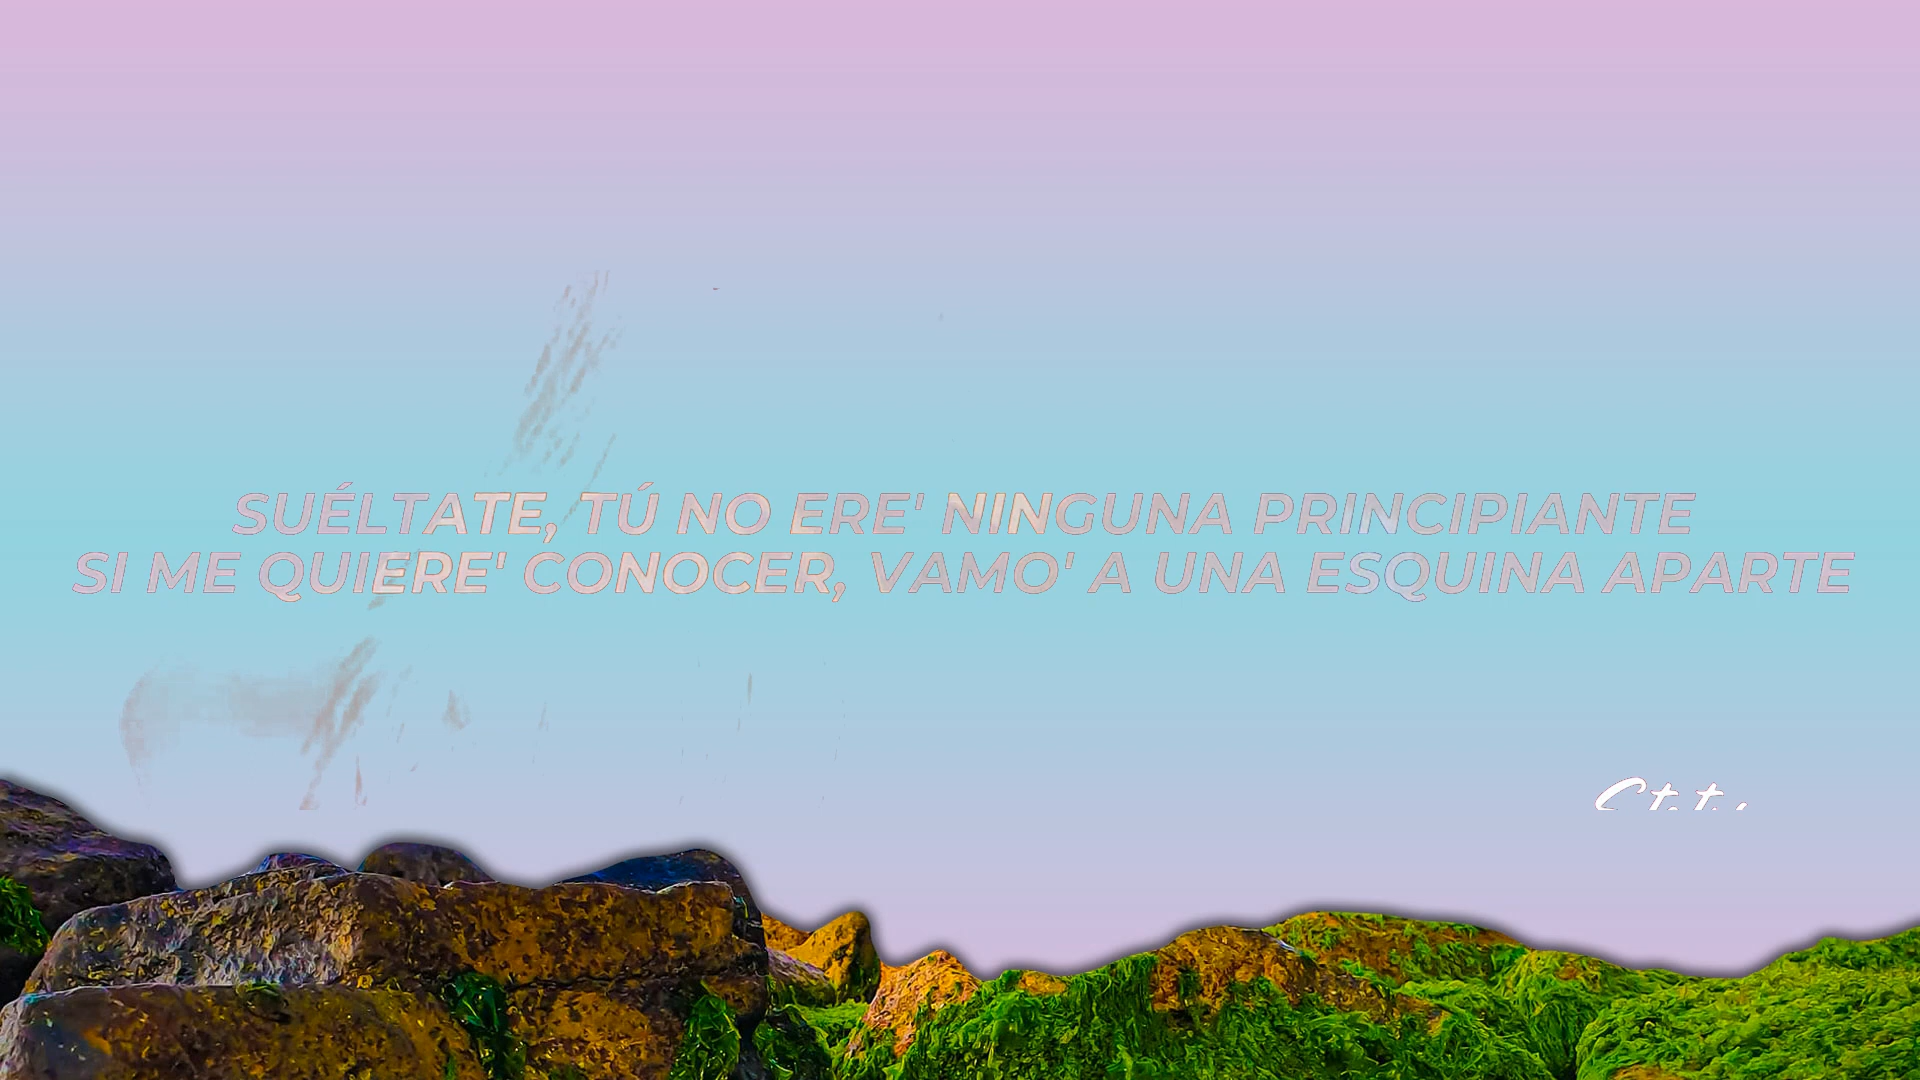 SUÉLTATE, TÚ NO ERE' NINGUNA PRINCIPIANTE
SI ME QUIERE' CONOCER, VAMO' A UNA ESQUINA APARTE